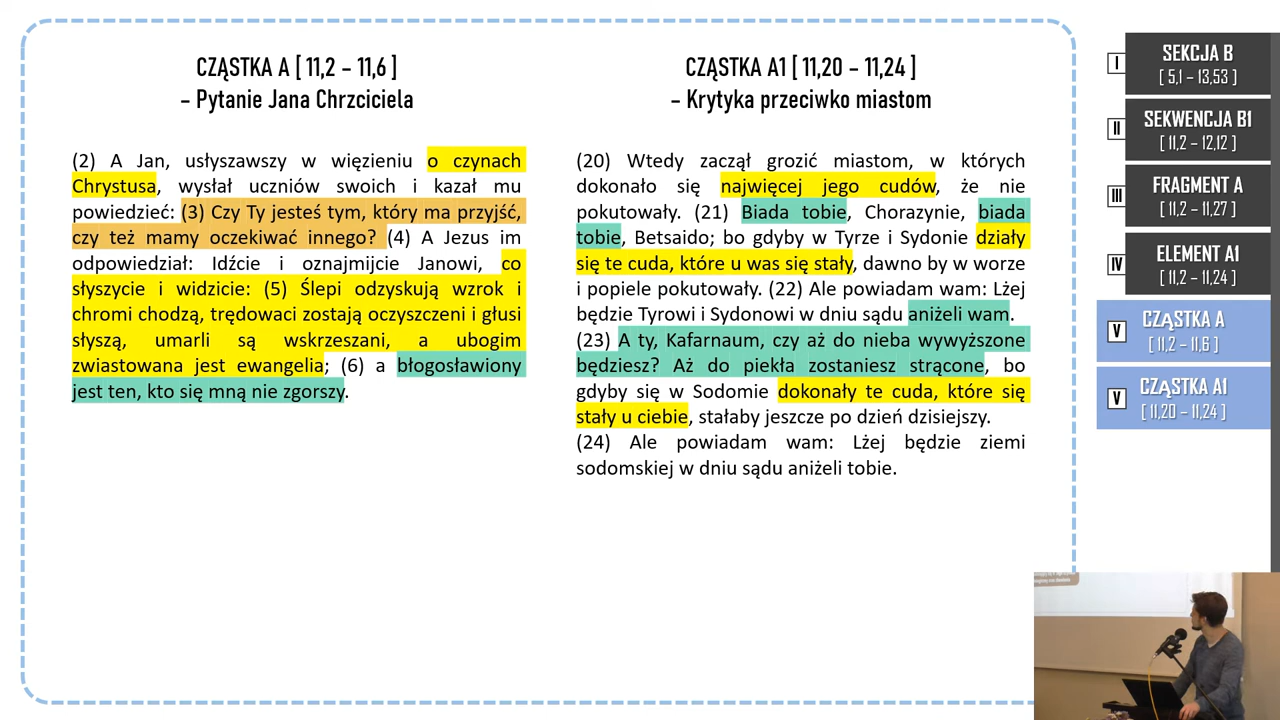 CZĄSTKA A [ 11,2 – 11,6 ]
– Pytanie Jana Chrzciciela
(2) A Jan, usłyszawszy w więzieniu o czynach
Chrystusa, wysłał uczniów swoich i kazał mu
powiedzieć: (3) Czy Ty jesteś tym, który ma przyjść,
czy też mamy oczekiwać innego? (4) A Jezus im
odpowiedział: Idźcie i oznajmijcie Janowi, co
słyszycie i widzicie: (5) Ślepi odzyskują wzrok i
chromi chodzą, trędowaci zostają oczyszczeni i głusi
słyszą, umarli są wskrzeszani, a ubogim
zwiastowana jest ewangelia; (6) a błogosławiony
jest ten, kto się mną nie zgorszy.
CZĄSTKA A1 [ 11,20 – 11,24 ]
– Krytyka przeciwko miastom
(20) Wtedy zaczął grozić miastom, w których
dokonało się najwięcej jego cudów, że nie
pokutowały. (21) Biada tobie, Chorazynie, biada
tobie, Betsaido; bo gdyby w Tyrze i Sydonie działy
się te cuda, które u was się stały, dawno by w worze
i popiele pokutowały. (22) Ale powiadam wam: Lżej
będzie Tyrowi i Sydonowi w dniu sądu aniżeli wam.
(23) A ty, Kafarnaum, czy aż do nieba wywyższone
będziesz? Aż do piekła zostaniesz strącone, bo
gdyby się w Sodomie dokonały te cuda, które się
stały u ciebie, stałaby jeszcze po dzień dzisiejszy.
(24) Ale powiadam wam: Lżej będzie ziemi
sodomskiej w dniu sądu aniżeli tobie.
I
SEKCJA B
[ 5,1 – 13,53 ]
II
SEKWENCJA B1
[ 11,2 – 12,12 ]
III
FRAGMENT A
[ 11,2 – 11,27 ]
IV
ELEMENT A1
[ 11,2 – 11,24 ]
V
CZĄSTKA A
[ 11,2 – 11,6 ]
V
CZĄSTKA A1
[ 11,20 – 11,24 ]